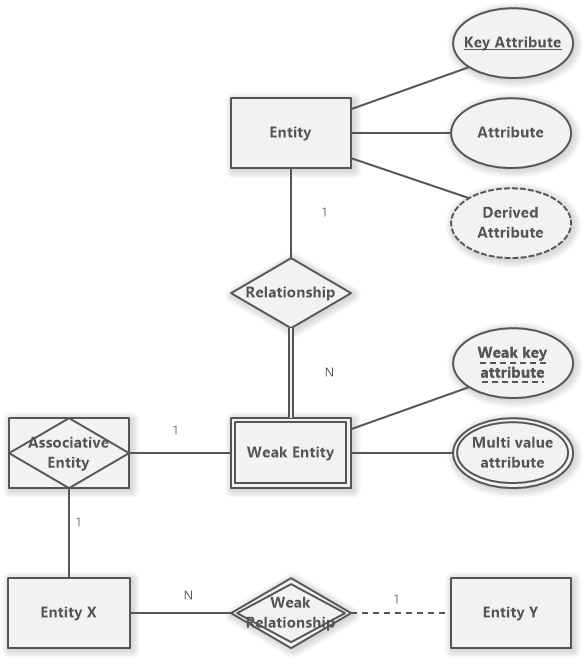 Key Attribute
Entity
Attribute
1
Derived
Attribute
Relationship
N
Weak key
attribute
1
Associative
Entity
Weak Entity
Multi value
attribute
1
N
1
Entity X
Weak
Relationship
Entity Y